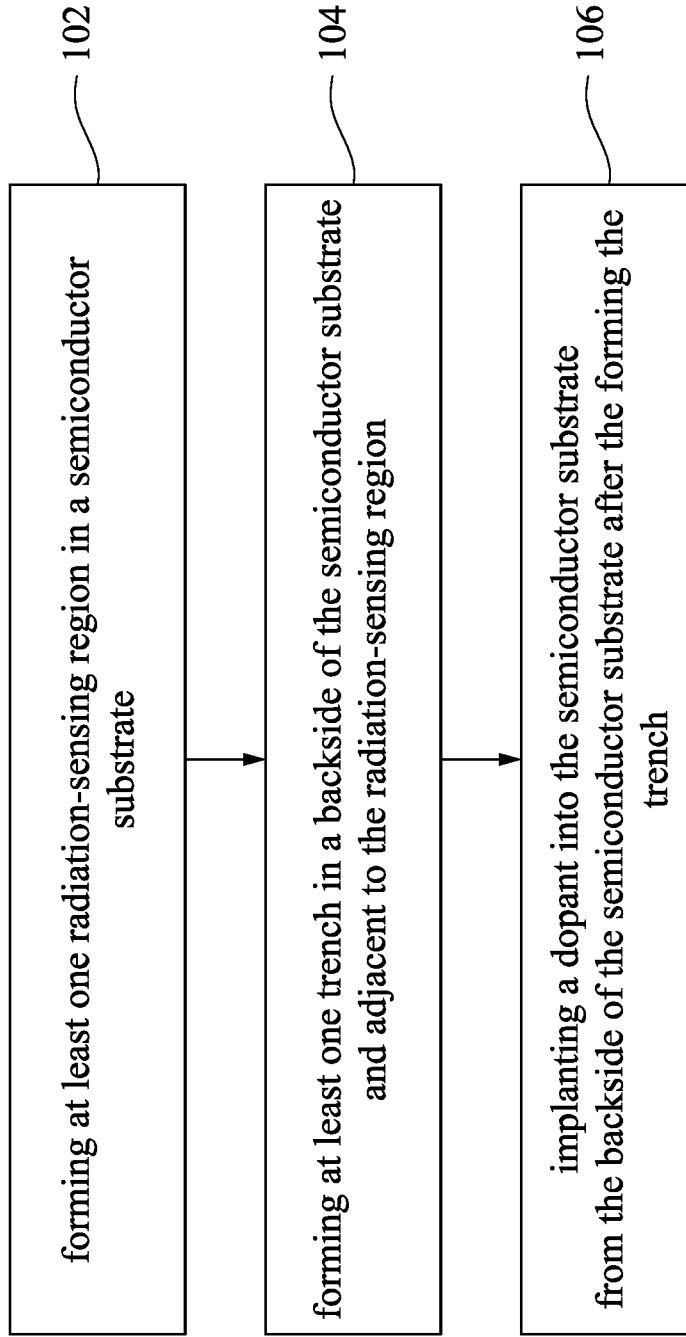 forming at least one radiation-sensing region in a semiconductor
substrate
102
forming at least one trench in a backside of the semiconductor substrate
and adjacent to the radiation-sensing region
104
implanting a dopant into the semiconductor substrate
from the backside of the semiconductor substrate after the forming the
trench
106